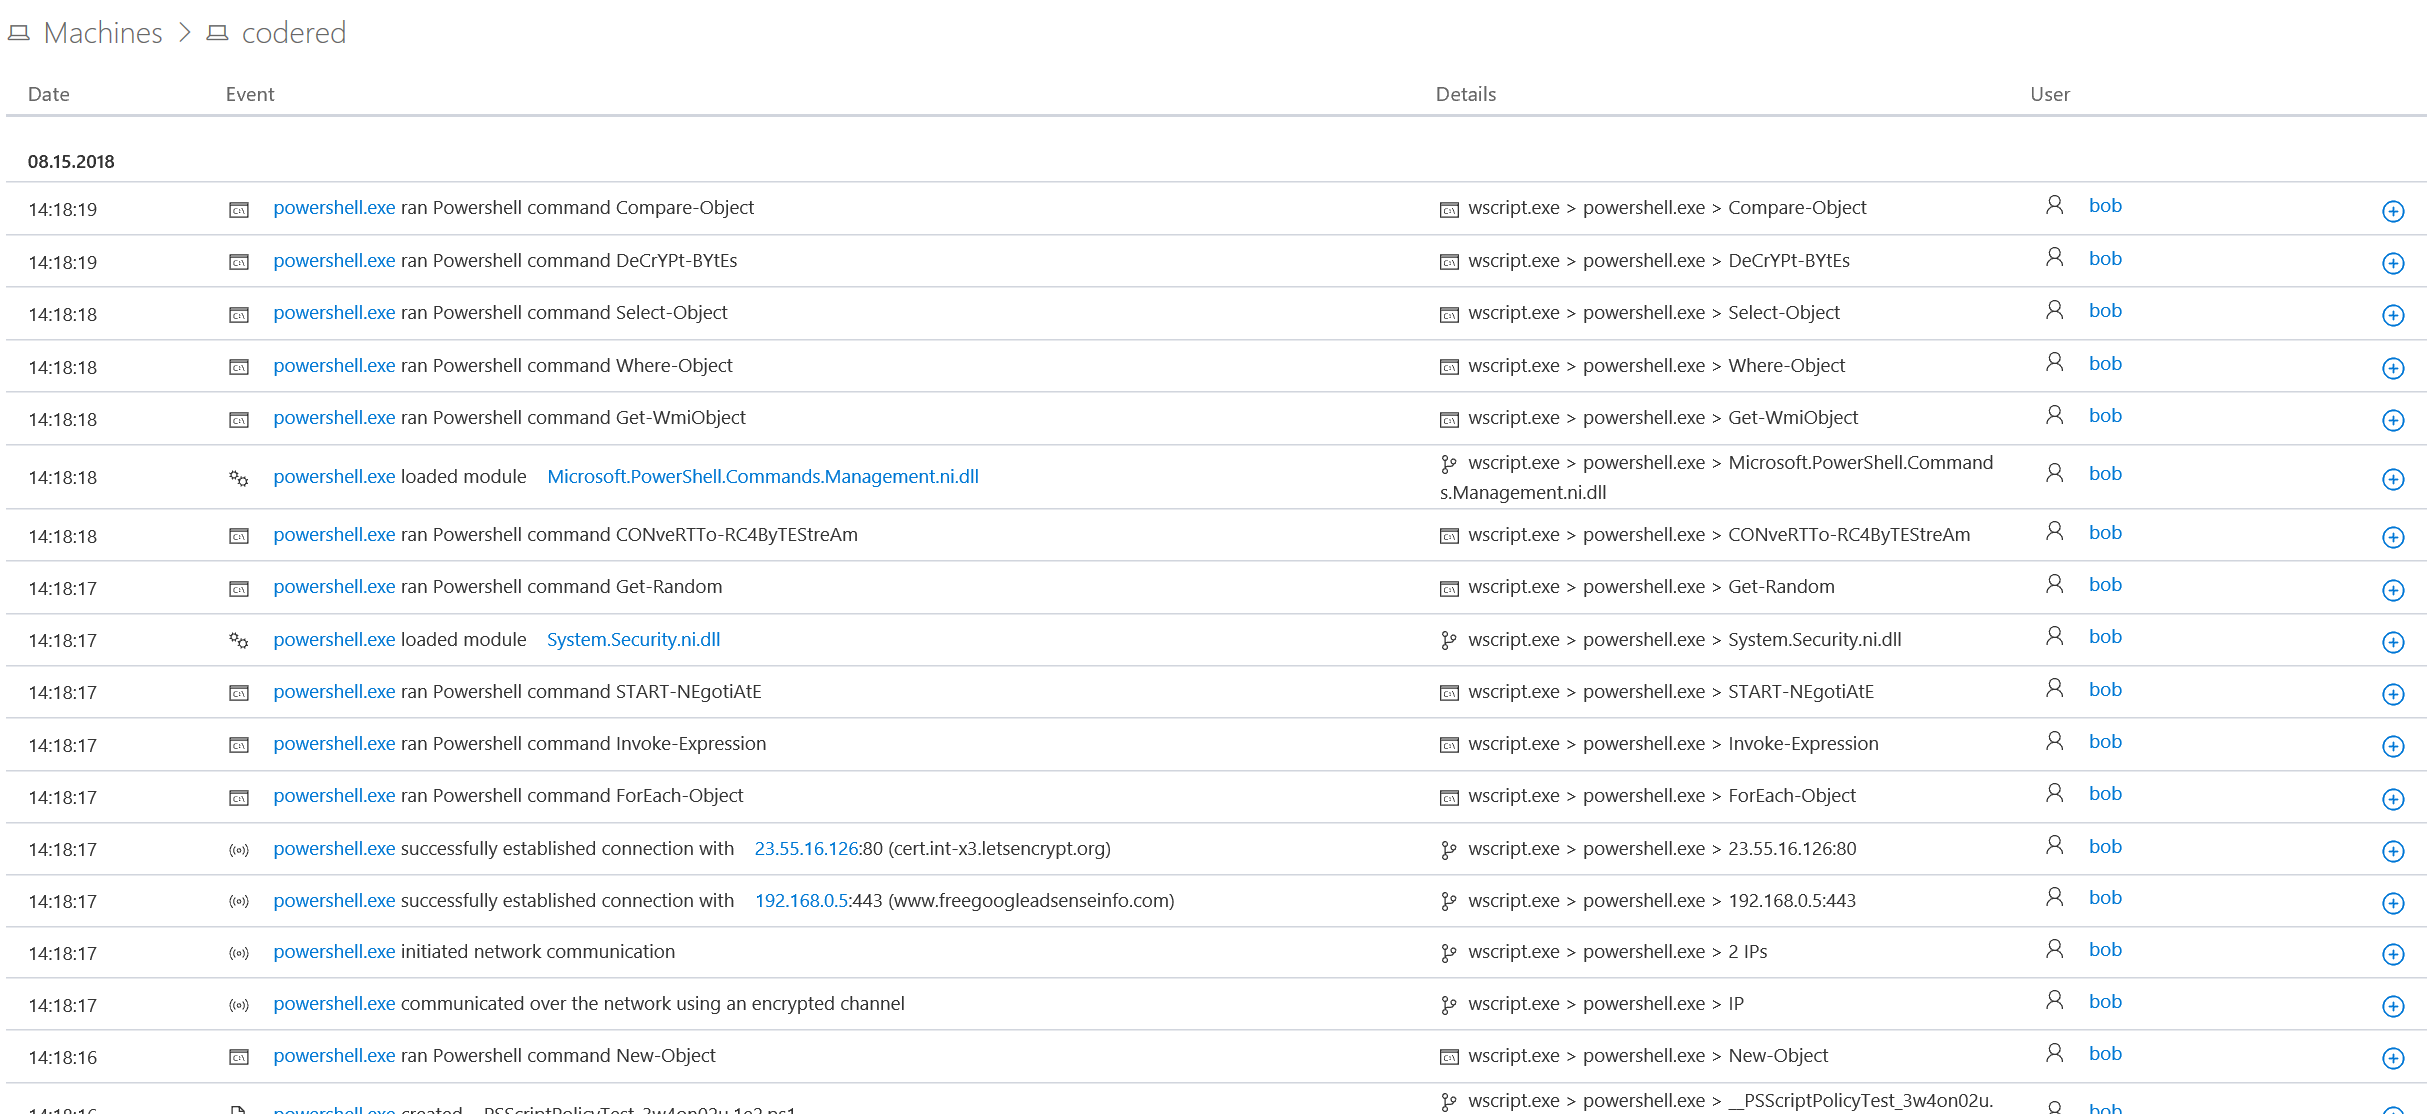 Machines > codered
Date Event Details User
08.15.2018
14:18:19 powershell.exe ran Powershell command Compare-Object wscript.exe > powershell.exe > Compare-Object bob
14:18:19 powershell.exe ran Powershell command DeCrYPt-BYtEs wscript.exe > powershell.exe > DeCrYPt-BYtEs bob
14:18:18 powershell.exe ran Powershell command Select-Object wscript.exe > powershell.exe > Select-Object bob
14:18:18 powershell.exe ran Powershell command Where-Object wscript.exe > powershell.exe > Where-Object bob
14:18:18 powershell.exe ran Powershell command Get-WmiObject wscript.exe > powershell.exe > Get-WmiObject bob
14:18:18 powershell.exe loaded module Microsoft.PowerShell.Commands.Management.ni.dll wscript.exe > powershell.exe > Microsoft.PowerShell.Command bob
s.Management.ni.dll
14:18:18 powershell.exe ran Powershell command CONveRTTo-RC4ByTEStreAm wscript.exe > powershell.exe > CONveRTTo-RC4ByTEStreAm bob
14:18:17 powershell.exe ran Powershell command Get-Random wscript.exe > powershell.exe > Get-Random bob
14:18:17 powershell.exe loaded module System.Security.ni.dll wscript.exe > powershell.exe > System.Security.ni.dll bob
14:18:17 powershell.exe ran Powershell command START-NEgotiAtE wscript.exe > powershell.exe > START-NEgotiAtE bob
14:18:17 powershell.exe ran Powershell command Invoke-Expression wscript.exe > powershell.exe > Invoke-Expression bob
14:18:17 powershell.exe ran Powershell command ForEach-Object wscript.exe > powershell.exe > ForEach-Object bob
14:18:17 powershell.exe successfully established connection with 23.55.16.126:80 (cert.int-x3.letsencrypt.org) wscript.exe > powershell.exe > 23.55.16.126:80 bob
14:18:17 powershell.exe successfully established connection with 192.168.0.5:443 (www.freegoogleadsenseinfo.com) wscript.exe > powershell.exe > 192.168.0.5:443 bob
14:18:17 powershell.exe initiated network communication wscript.exe > powershell.exe > 2 IPs bob
14:18:17 powershell.exe communicated over the network using an encrypted channel wscript.exe > powershell.exe > IP bob
14:18:16 powershell.exe ran Powershell command New-Object wscript.exe > powershell.exe > New-Object bob
14:18:16 powershell.exe created __PSScriptPolicyTest_3w4on02u.1e2.ps1 wscript.exe > powershell.exe > __PSScriptPolicyTest_3w4on02u. bob